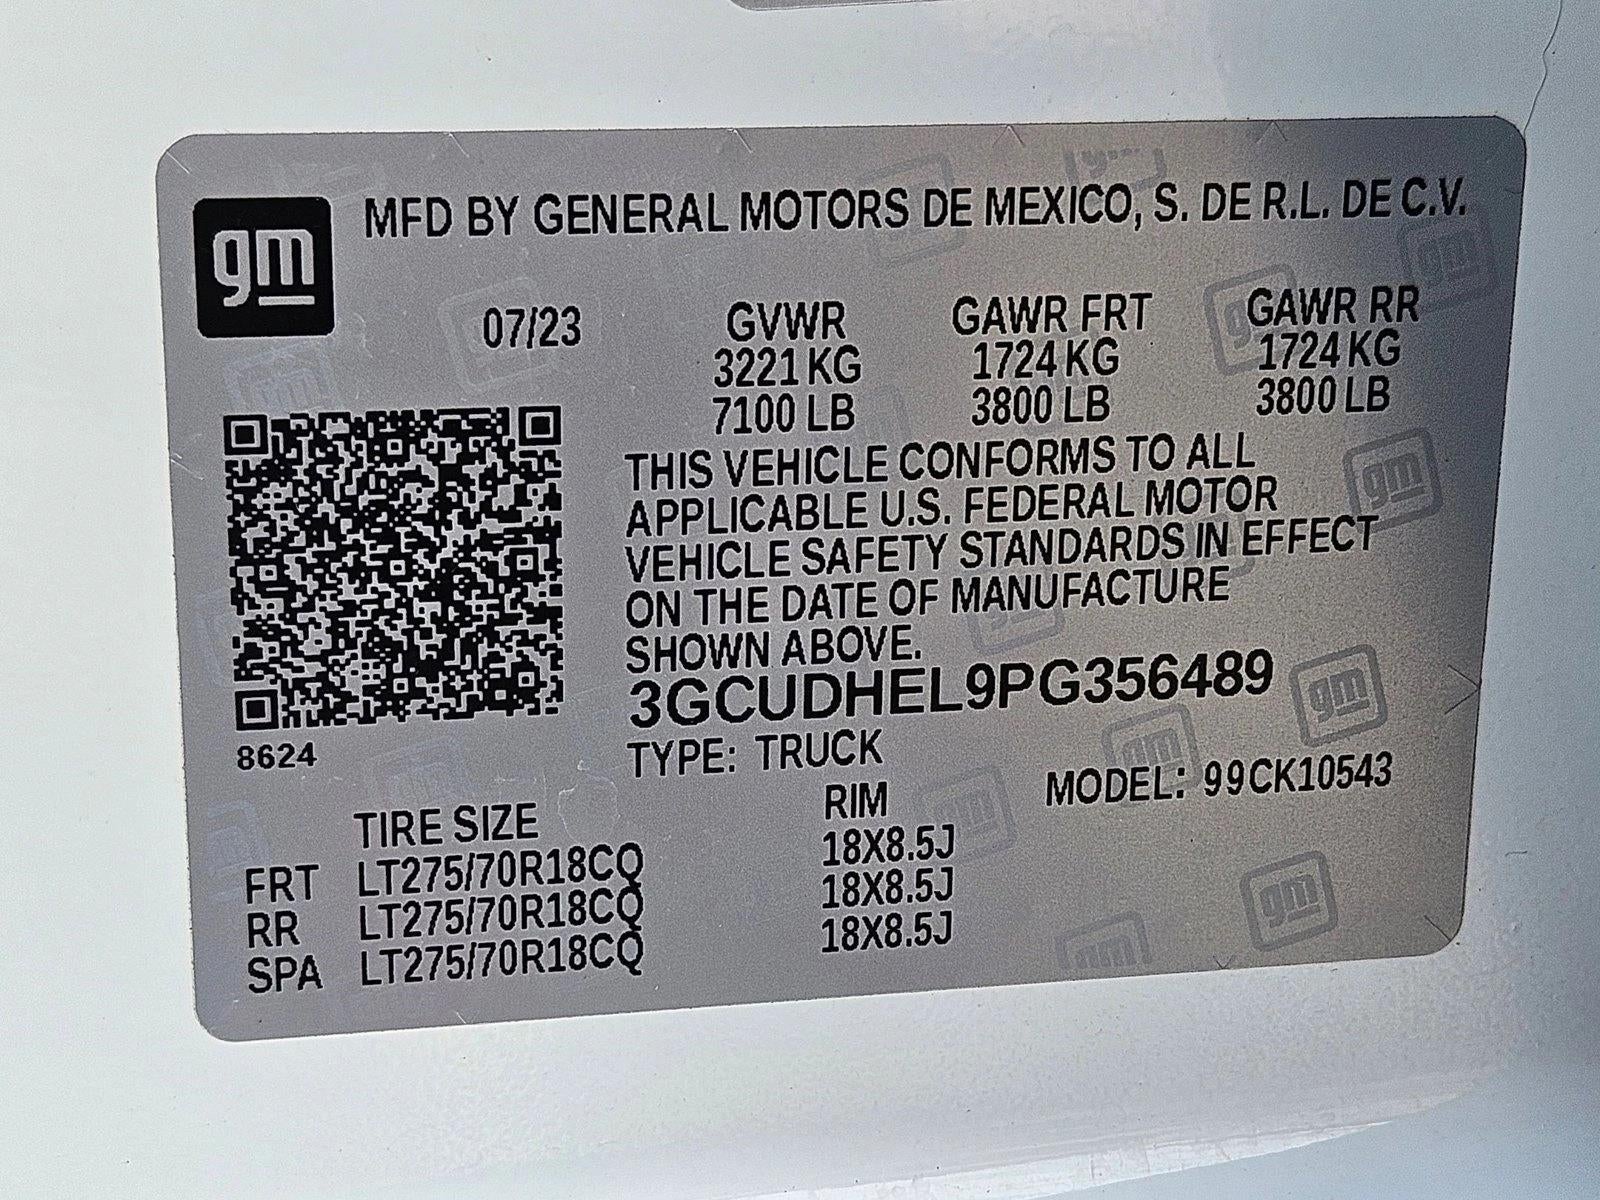 gm
MFD BY GENERAL MOTORS DE MEXICO, S. DE R.L. DE C.V.
07/23
GVWR GAWR FRT GAWR RR
3221 KG 1724 KG 1724 KG
7100 LB 3800 LB 3800 LB
THIS VEHICLE CONFORMS TO ALL
APPLICABLE U.S. FEDERAL MOTOR
VEHICLE SAFETY STANDARDS IN EFFECT
ON THE DATE OF MANUFACTURE
SHOWN ABOVE.
3GCUDHEL9PG356489
8624
TYPE: TRUCK MODEL: 99CK10543
TIRE SIZE RIM
FRT LT275/70R18CQ 18X8.5J
RR LT275/70R18CQ 18X8.5J
SPA LT275/70R18CQ 18X8.5J